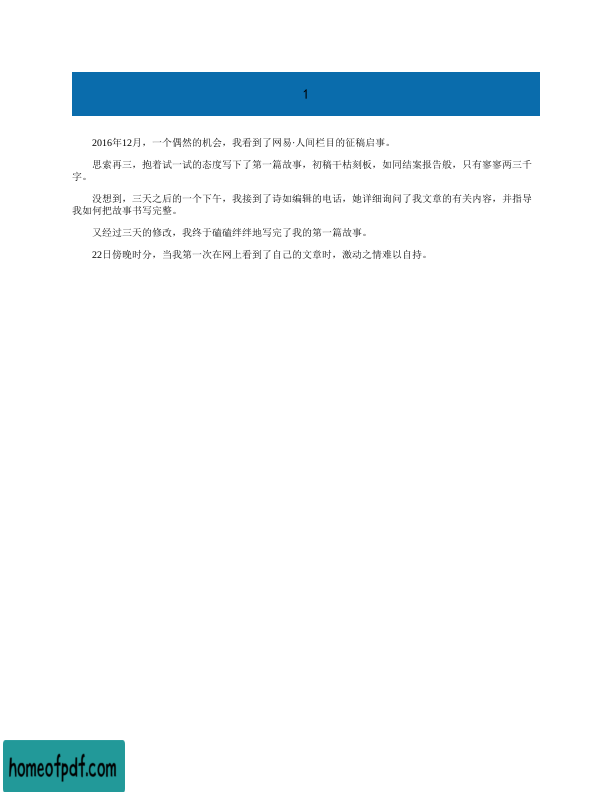 1
2016年12月，一个偶然的机会，我看到了网易·人间栏目的征稿启事。
思索再三，抱着试一试的态度写下了第一篇故事，初稿干枯刻板，如同结案报告般，只有寥寥两三千
字。
没想到，三天之后的一个下午，我接到了诗如编辑的电话，她详细询问了我文章的有关内容，并指导
我如何把故事书写完整。
又经过三天的修改，我终于磕磕绊绊地写完了我的第一篇故事。
22日傍晚时分，当我第一次在网上看到了自己的文章时，激动之情难以自持。
homeofpdf.com